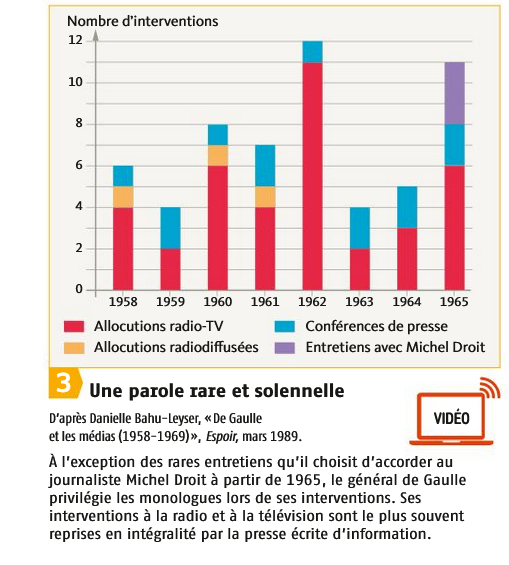 Nombre d'interventions
12
10
8
6
4
2
0
1958 1959 1960 1961 1962 1963 1964 1965
Allocutions radio-TV Conférences de presse
Allocutions radiodiffusées Entretiens avec Michel Droit
3 Une parole rare et solennelle
D'après Danielle Bahu-Leyser, « De Gaulle
et les médias (1958-1969) », Espoir, mars 1989.
VIDÉO
À l'exception des rares entretiens qu'il choisit d'accorder au
journaliste Michel Droit à partir de 1965, le général de Gaulle
privilégie les monologues lors de ses interventions. Ses
interventions à la radio et à la télévision sont le plus souvent
reprises en intégralité par la presse écrite d'information.